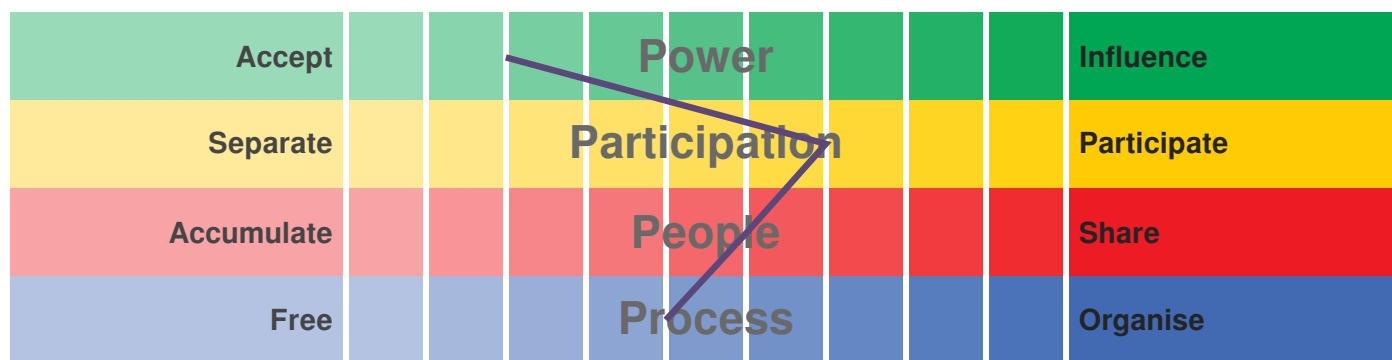 Accept Power Influence
Separate Participation Participate
Accumulate People Share
Free Process Organise